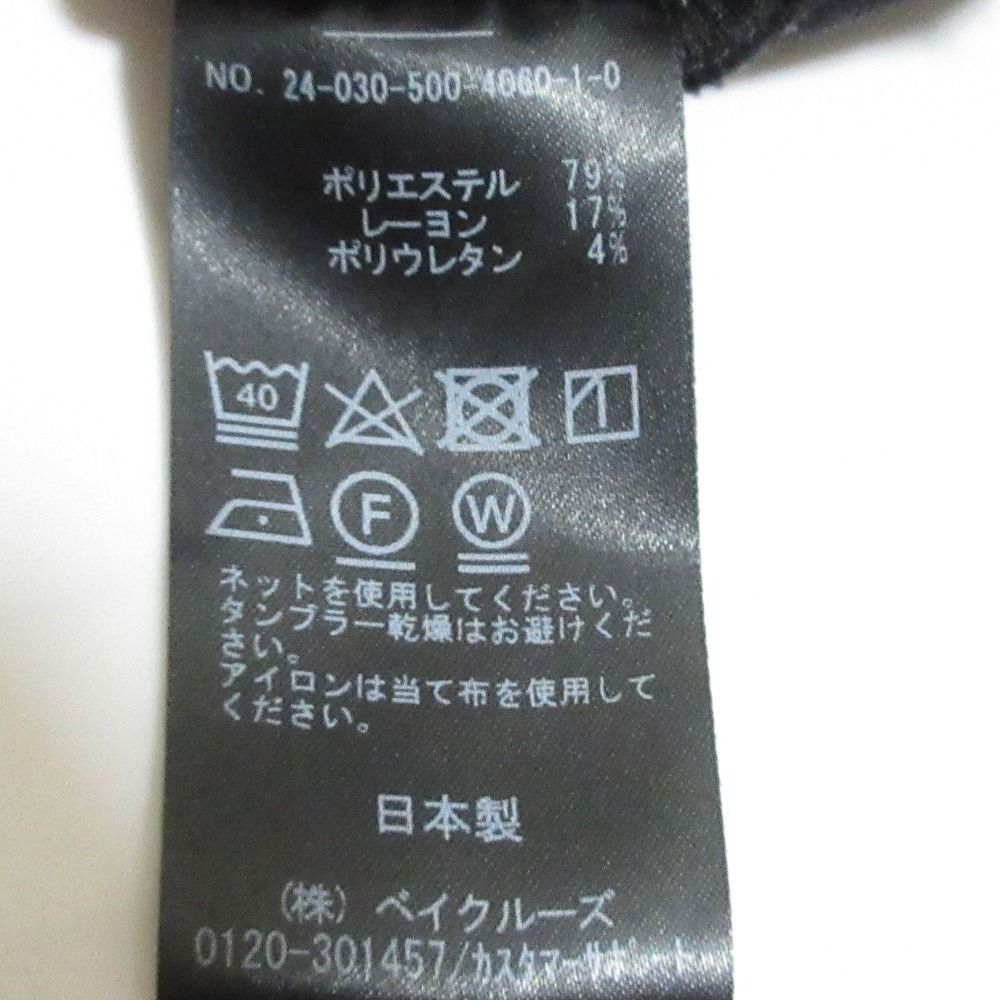 NO. 24-030-500-4060-1-0
ポリエステル 79%
レーヨン 17%
ポリウレタン 4%
40
F W
ネットを使用してください。
タンブラー乾燥はお避けくだ
さい。
アイロンは当て布を使用して
ください。
日本製
(株) ベイクルーズ
0120-301457/カスタマーサポート